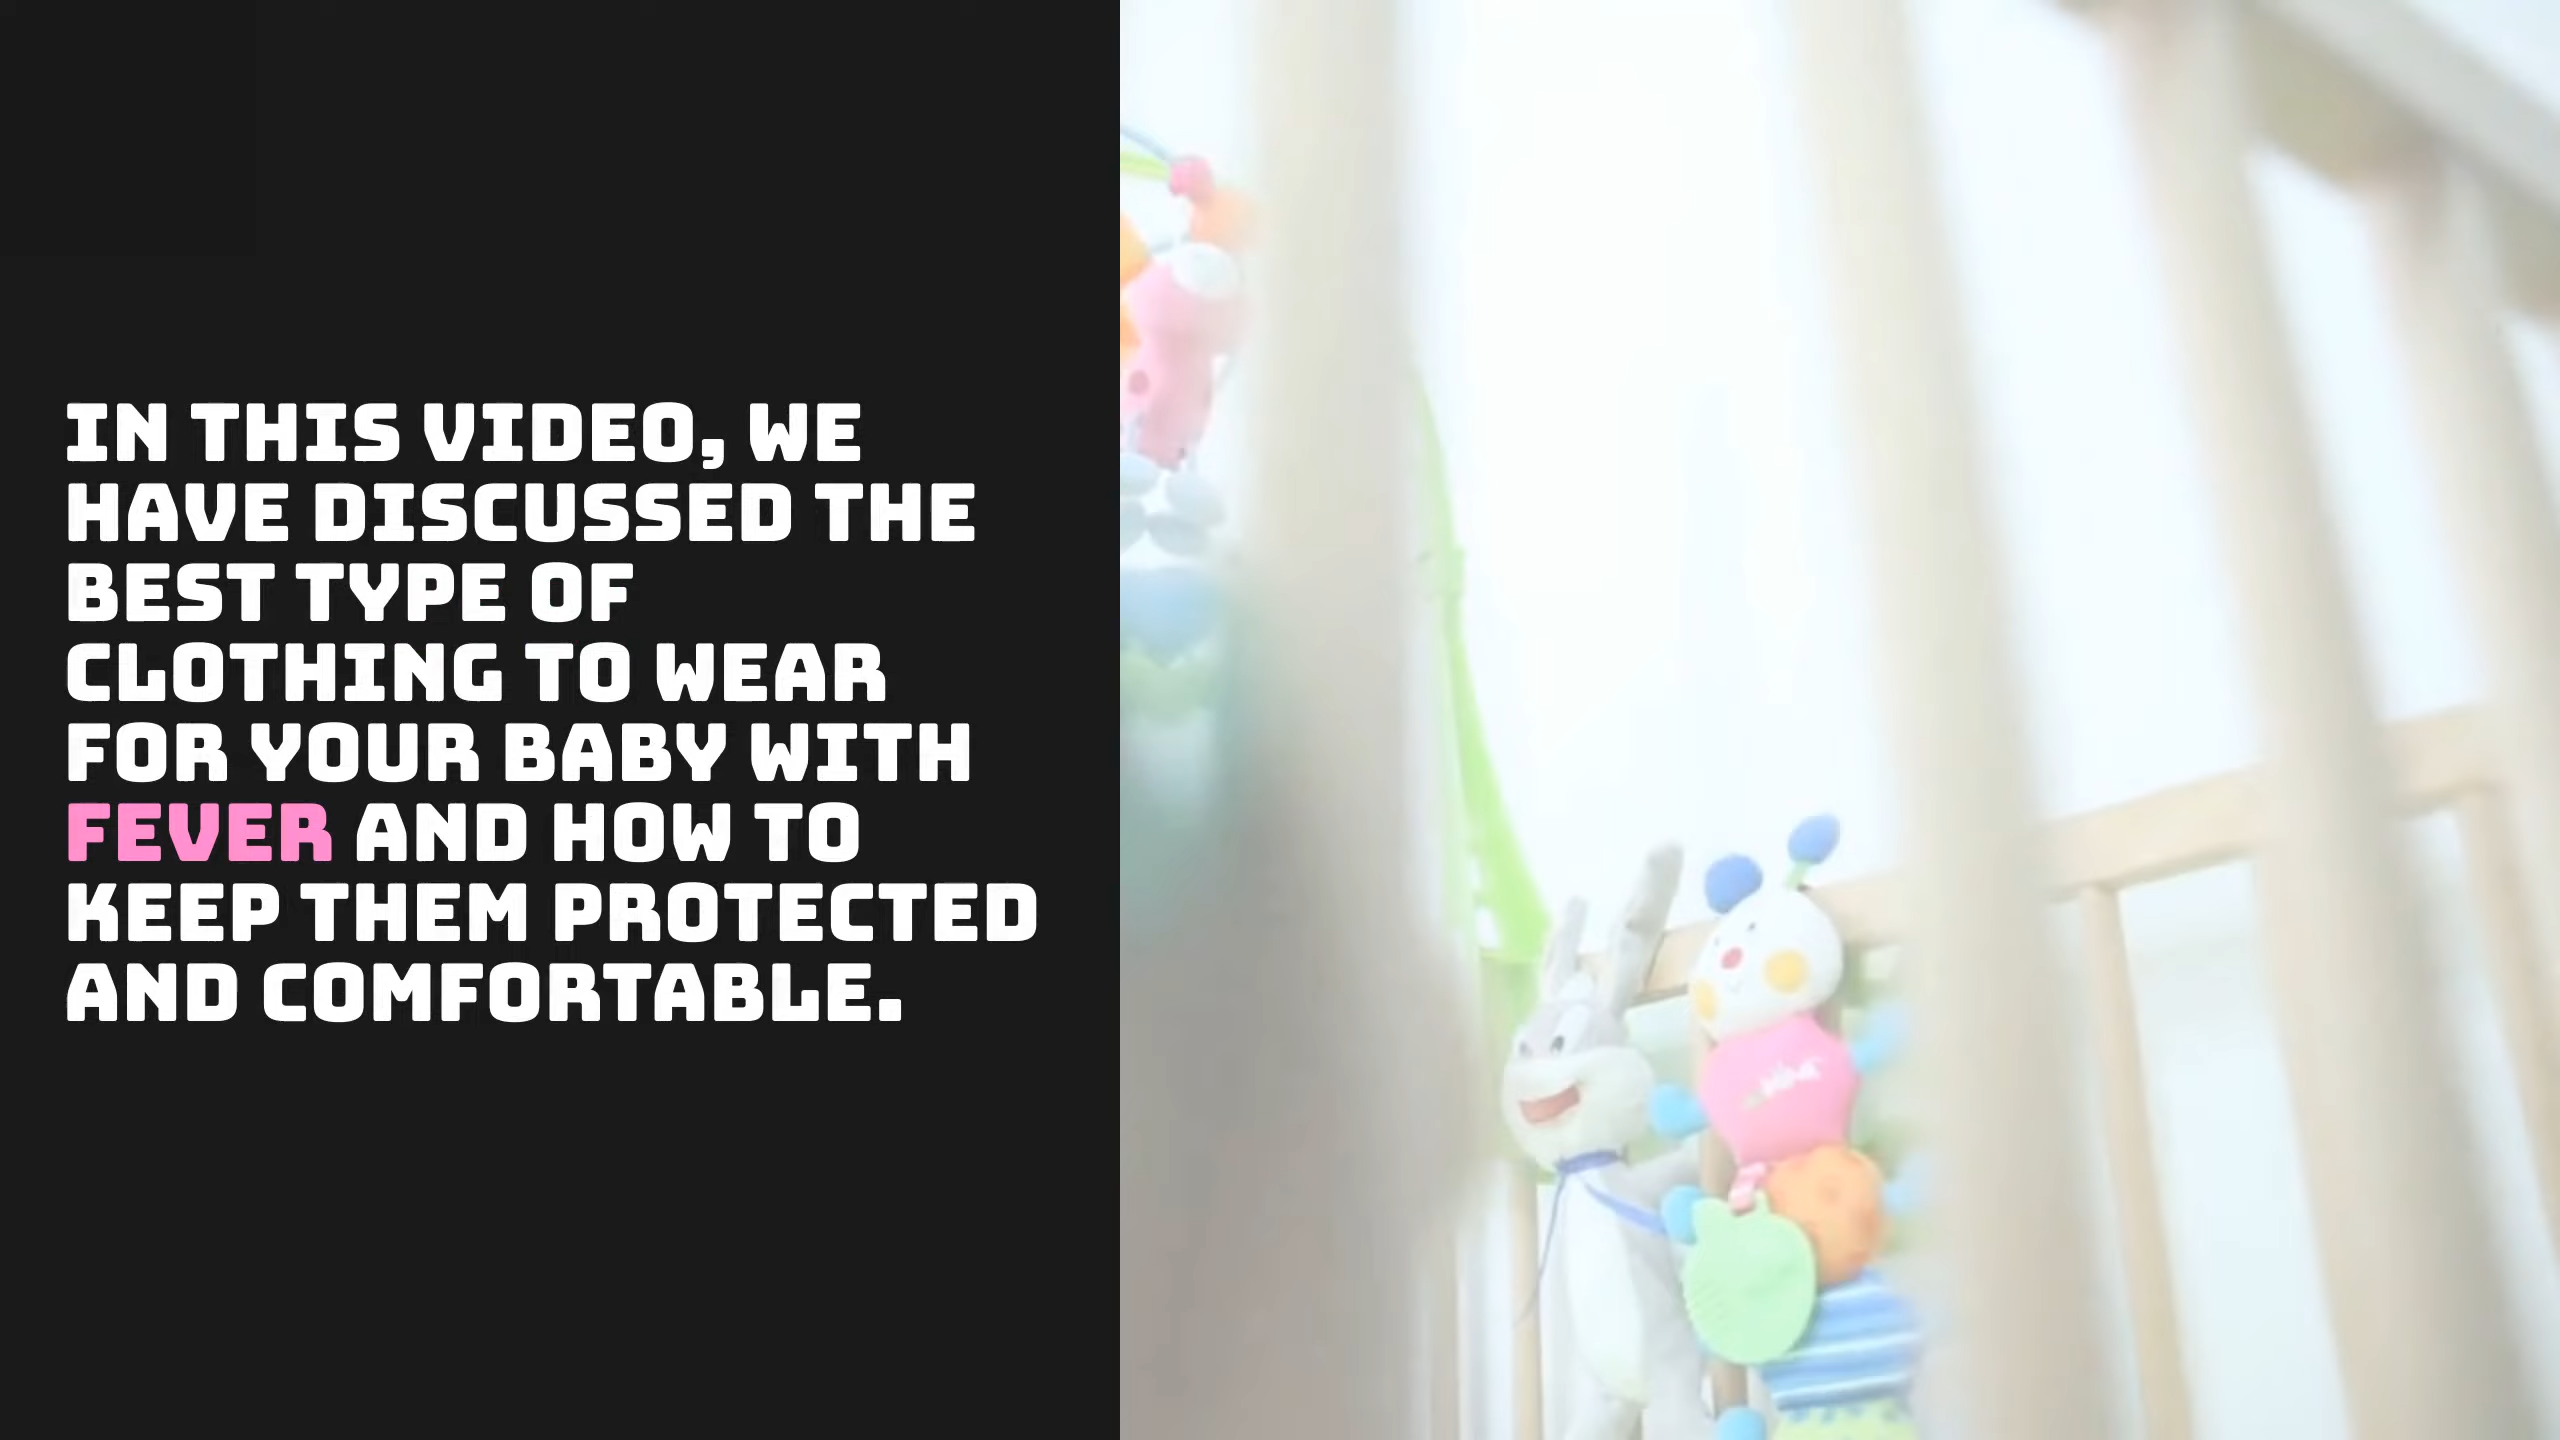 IN THIS VIDEO, WE
HAVE DISCUSSED THE
BEST TYPE OF
CLOTHING TO WEAR
FOR YOUR BABY WITH
FEVER AND HOW TO
KEEP THEM PROTECTED
AND COMFORTABLE.